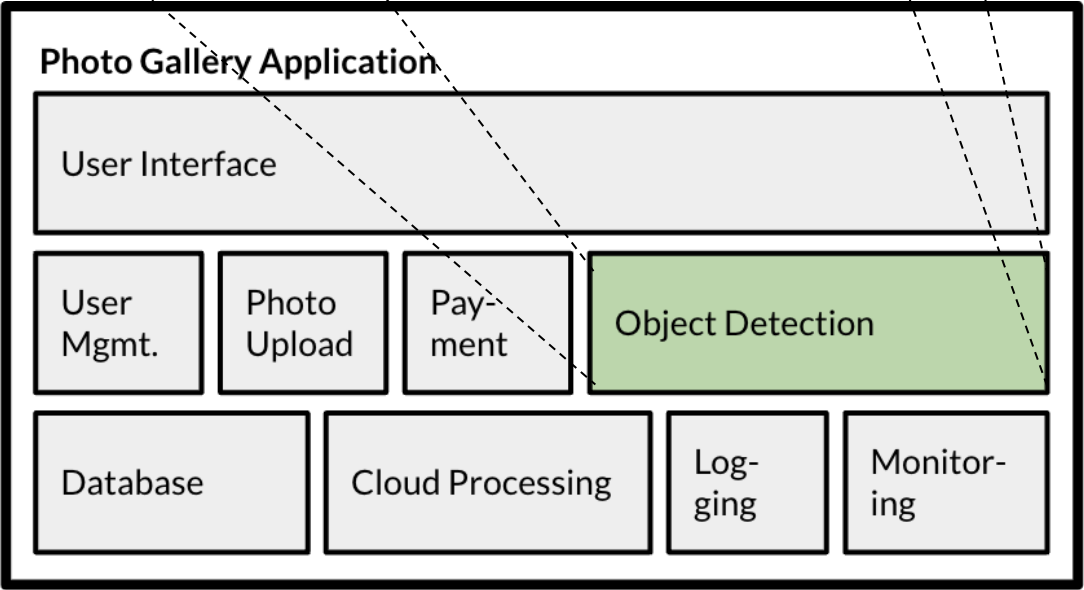 Photo Gallery Application
User Interface
User
Mgmt.
Photo
Upload
Pay-
ment
Object Detection
Database
Cloud Processing
Log-
ging
Monitor-
ing